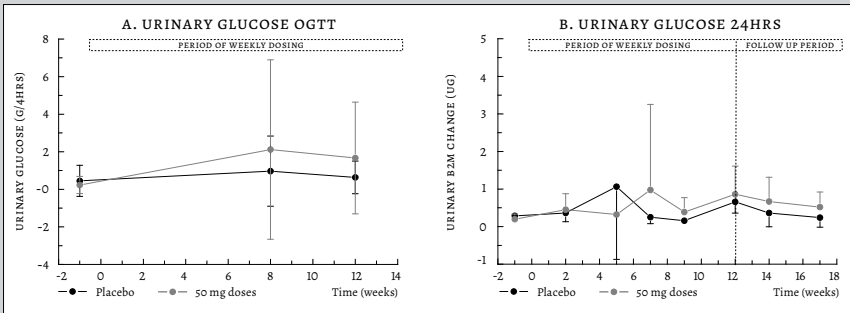 A. URINARY GLUCOSE OGTT
PERIOD OF WEEKLY DOSING
URINARY GLUCOSE (G/4HRS)
8
6
4
2
-0
-2
-4
-2 0 2 4 6 8 10 12 14
Placebo 50 mg doses Time (weeks)
B. URINARY GLUCOSE 24HRS
PERIOD OF WEEKLY DOSING FOLLOW UP PERIOD
URINARY B2M CHANGE (UG)
5
4
3
2
1
0
-1
-2 0 2 4 6 8 10 12 14 16 18
Placebo 50 mg doses Time (weeks)